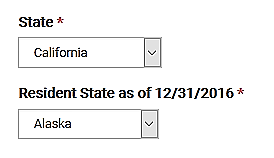 State *
California
Resident State as of 12/31/2016 *
Alaska